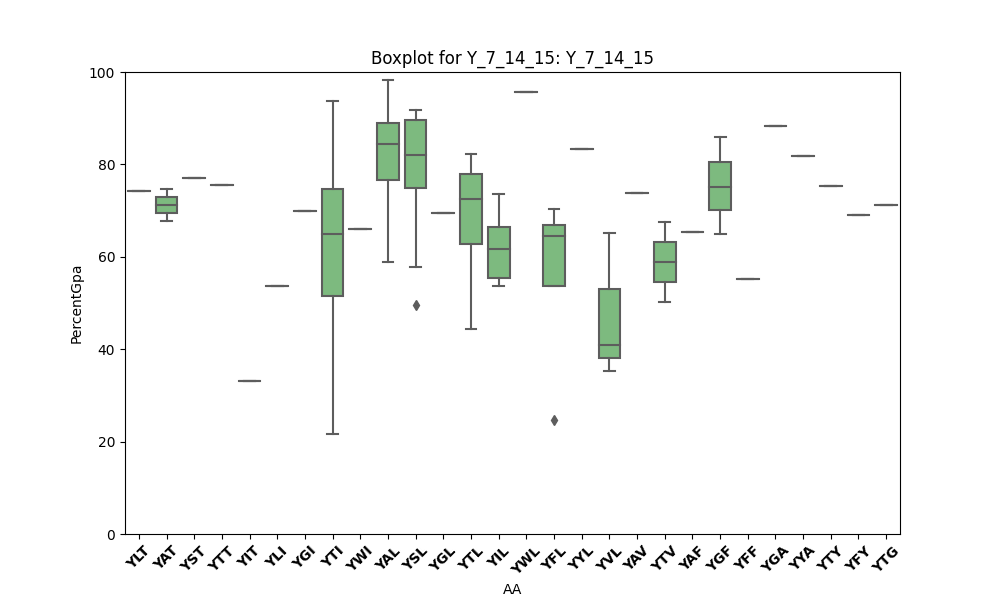 Boxplot for Y_7_14_15: Y_7_14_15
100
80
60
40
20
0
PercentGpa
YLT YAT YST YTT YIT YLI YGI YTI YWI YAL YSL YGL YTL YIL YWL YFL YYL YVL YAV YTV YAF YGF YFF YGA YYA YTY YFY YTG
AA